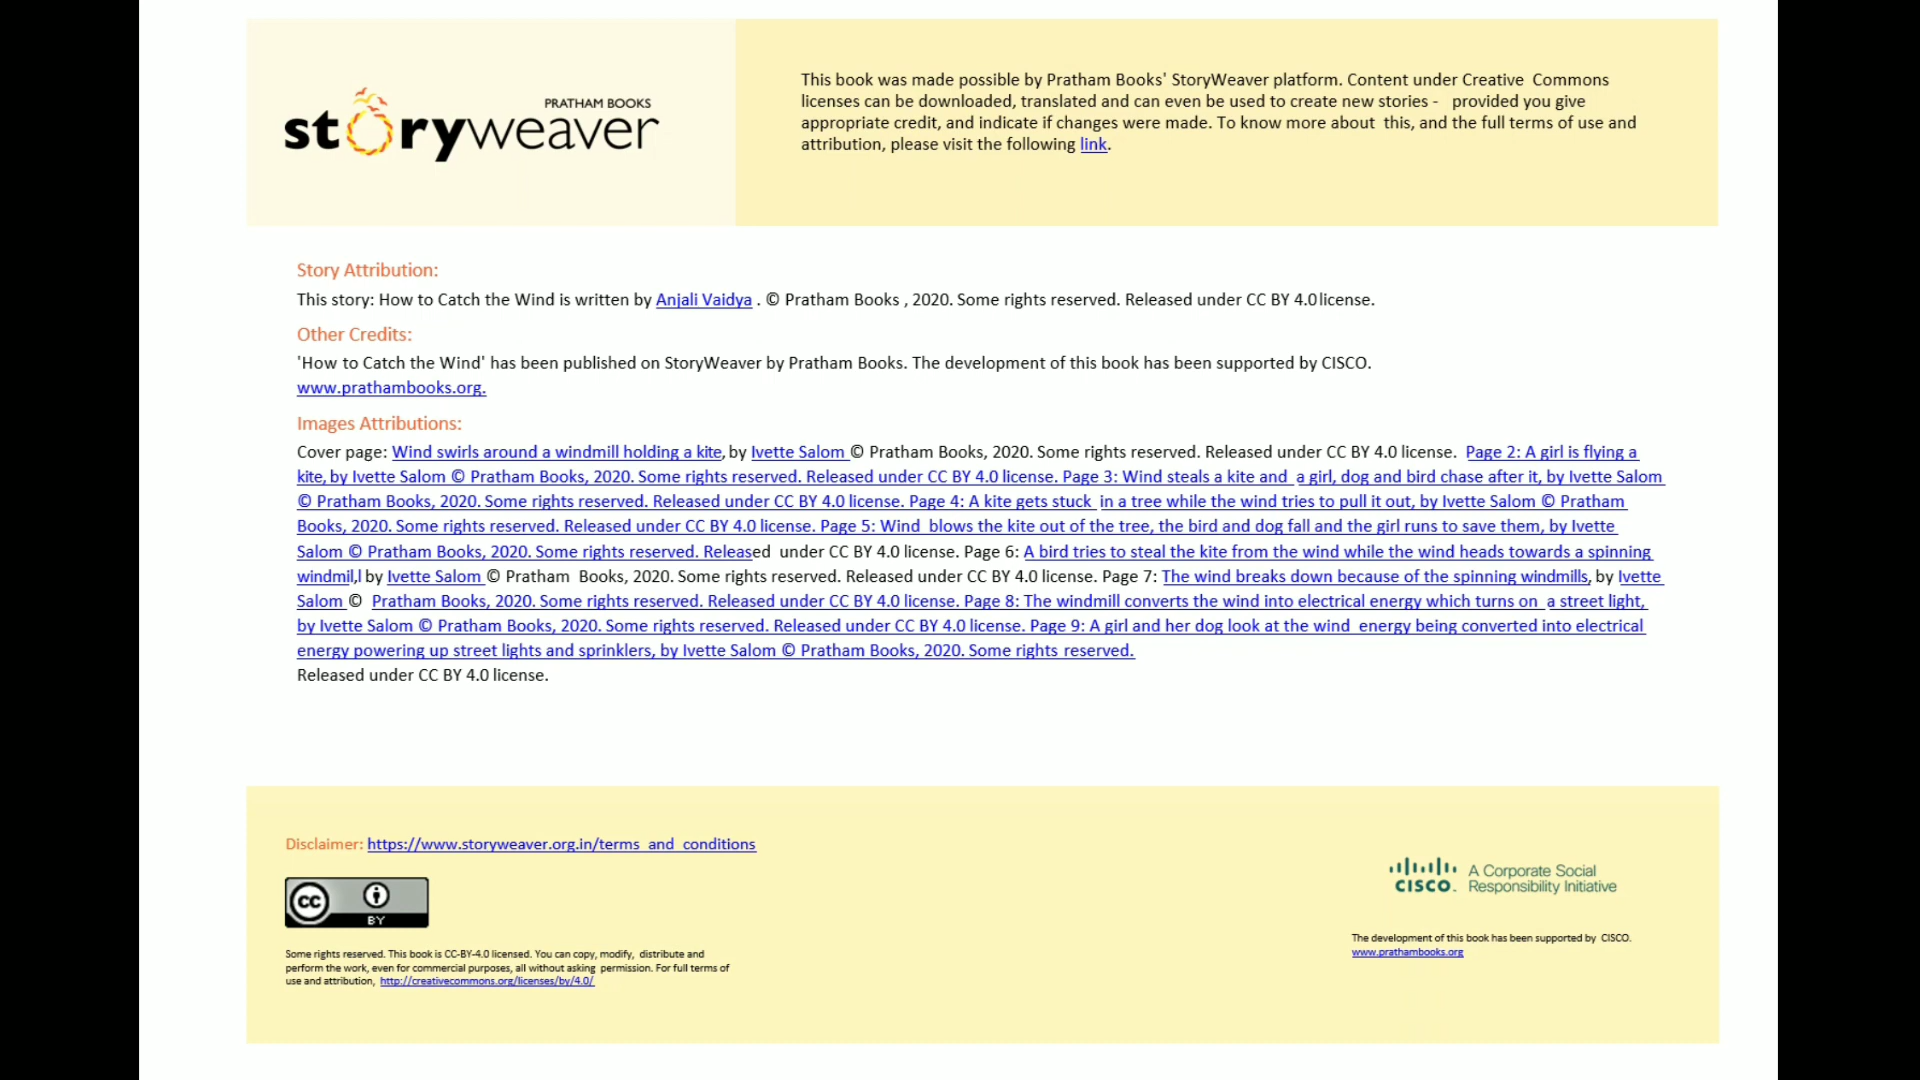 PRATHAM BOOKS
storyweaver
This book was made possible by Pratham Books' StoryWeaver platform. Content under Creative Commons
licenses can be downloaded, translated and can even be used to create new stories - provided you give
appropriate credit, and indicate if changes were made. To know more about this, and the full terms of use and
attribution, please visit the following link.
Story Attribution:
This story: How to Catch the Wind is written by Anjali Vaidya . © Pratham Books , 2020. Some rights reserved. Released under CC BY 4.0 license.
Other Credits:
'How to Catch the Wind' has been published on StoryWeaver by Pratham Books. The development of this book has been supported by CISCO.
www.prathambooks.org.
Images Attributions:
Cover page: Wind swirls around a windmill holding a kite, by Ivette Salom © Pratham Books, 2020. Some rights reserved. Released under CC BY 4.0 license. Page 2: A girl is flying a
kite, by Ivette Salom © Pratham Books, 2020. Some rights reserved. Released under CC BY 4.0 license. Page 3: Wind steals a kite and a girl, dog and bird chase after it, by Ivette Salom
© Pratham Books, 2020. Some rights reserved. Released under CC BY 4.0 license. Page 4: A kite gets stuck in a tree while the wind tries to pull it out, by Ivette Salom © Pratham
Books, 2020. Some rights reserved. Released under CC BY 4.0 license. Page 5: Wind blows the kite out of the tree, the bird and dog fall and the girl runs to save them, by Ivette
Salom © Pratham Books, 2020. Some rights reserved. Released under CC BY 4.0 license. Page 6: A bird tries to steal the kite from the wind while the wind heads towards a spinning
windmil,l by Ivette Salom © Pratham Books, 2020. Some rights reserved. Released under CC BY 4.0 license. Page 7: The wind breaks down because of the spinning windmills, by Ivette
Salom © Pratham Books, 2020. Some rights reserved. Released under CC BY 4.0 license. Page 8: The windmill converts the wind into electrical energy which turns on a street light,
by Ivette Salom © Pratham Books, 2020. Some rights reserved. Released under CC BY 4.0 license. Page 9: A girl and her dog look at the wind energy being converted into electrical
energy powering up street lights and sprinklers, by Ivette Salom © Pratham Books, 2020. Some rights reserved.
Released under CC BY 4.0 license.
Disclaimer: https://www.storyweaver.org.in/terms_and_conditions
cc
BY
Some rights reserved. This book is CC-BY-4.0 licensed. You can copy, modify, distribute and
perform the work, even for commercial purposes, all without asking permission. For full terms of
use and attribution, http://creativecommons.org/licenses/by/4.0/
CISCO. A Corporate Social
Responsibility Initiative
The development of this book has been supported by CISCO.
www.prathambooks.org